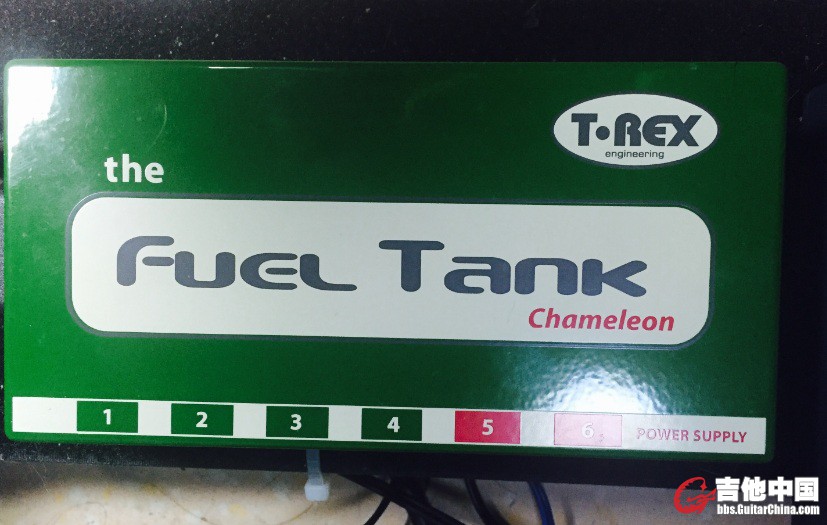 T•REX
engineering
the
FUEL TANK
Chameleon
1 2 3 4 5 6 POWER SUPPLY
吉他中国
bbs.GuitarChina.com